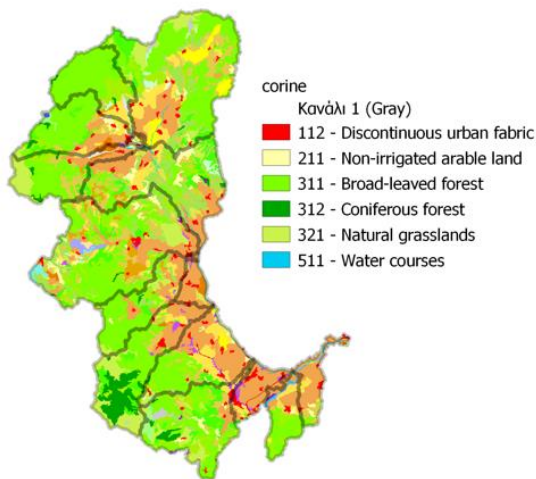 corine
Κανάλι 1 (Gray)
112 - Discontinuous urban fabric
211 - Non-irrigated arable land
311 - Broad-leaved forest
312 - Coniferous forest
321 - Natural grasslands
511 - Water courses